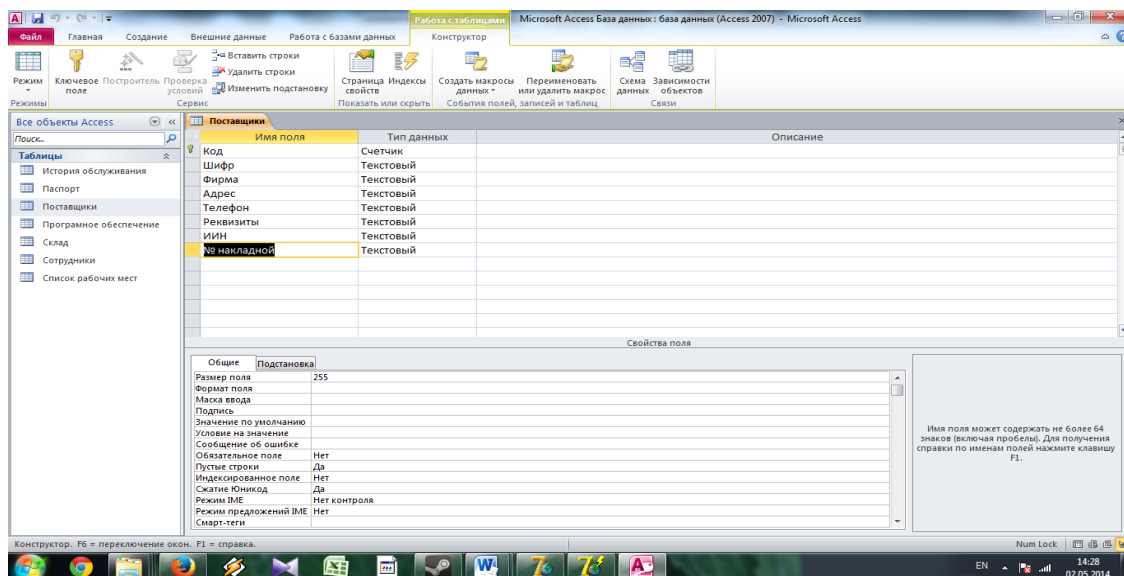 Работа с таблицами
Microsoft Access База данных : база данных (Access 2007) - Microsoft Access
Файл Главная Создание Внешние данные Работа с базами данных Конструктор
Режим
Ключевое поле
Построитель
Проверка условий
Вставить строки
Удалить строки
Изменить подстановку
Страница свойств
Индексы
Создать макросы данных
Переименовать или удалить макрос
Схема данных
Зависимости объектов
Режимы Сервис Показать или скрыть События полей, записей и таблиц Связи
Все объекты Access «
Поиск...
Таблицы
История обслуживания
Паспорт
Поставщики
Програмное обеспечение
Склад
Сотрудники
Список рабочих мест
Поставщики
Имя поля Тип данных Описание
Код Счетчик
Шифр Текстовый
Фирма Текстовый
Адрес Текстовый
Телефон Текстовый
Реквизиты Текстовый
ИИН Текстовый
№ накладной Текстовый
Свойства поля
Общие Подстановка
Размер поля 255
Формат поля
Маска ввода
Подпись
Значение по умолчанию
Условие на значение
Сообщение об ошибке
Обязательное поле Нет
Пустые строки Да
Индексированное поле Нет
Сжатие Юникод Да
Режим IME Нет контроля
Режим предложений IME Нет
Смарт-теги
Имя поля может содержать не более 64
знаков (включая пробелы). Для получения
справки по именам полей нажмите клавишу
F1.
Конструктор. F6 = переключение окон. F1 = справка. Num Lock
EN 14:28
02.05.2014